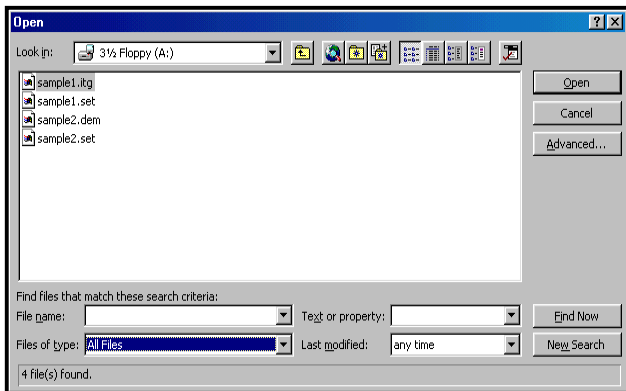 Open
Look in: 3½ Floppy (A:)
sample1.itg
sample1.set
sample2.dem
sample2.set
Open
Cancel
Advanced...
Find files that match these search criteria:
File name: Text or property: Find Now
Files of type: All Files Last modified: any time New Search
4 file(s) found.